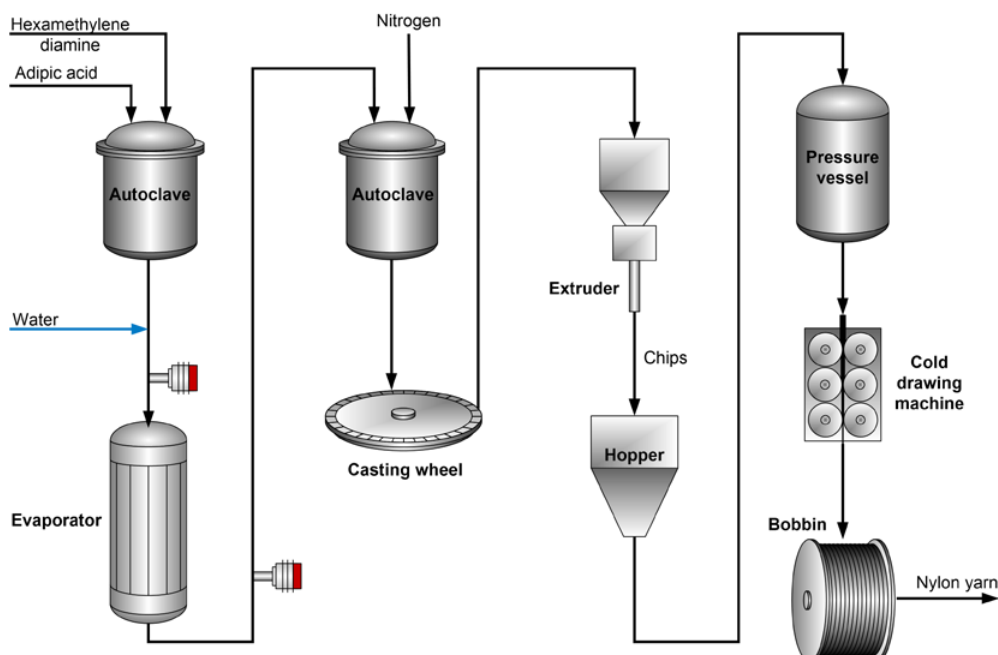 Hexamethylene
diamine
Adipic acid
Autoclave
Water
Evaporator
Nitrogen
Autoclave
Casting wheel
Extruder
Chips
Hopper
Pressure
vessel
Cold
drawing
machine
Bobbin
Nylon yarn